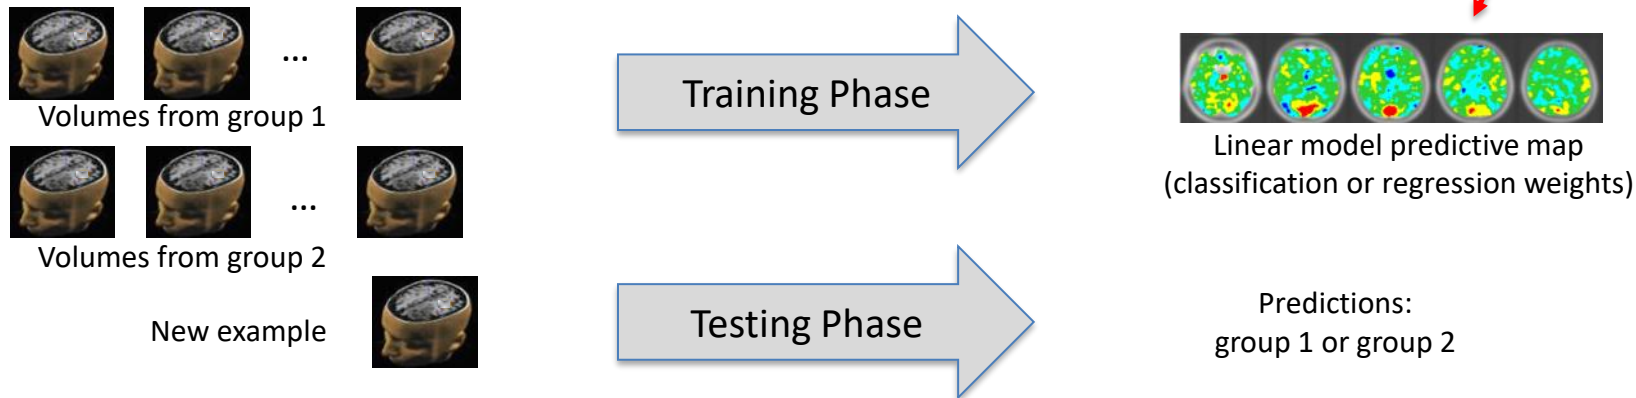 ...
Volumes from group 1
Training Phase
Linear model predictive map
(classification or regression weights)
...
Volumes from group 2
New example
Testing Phase
Predictions:
group 1 or group 2